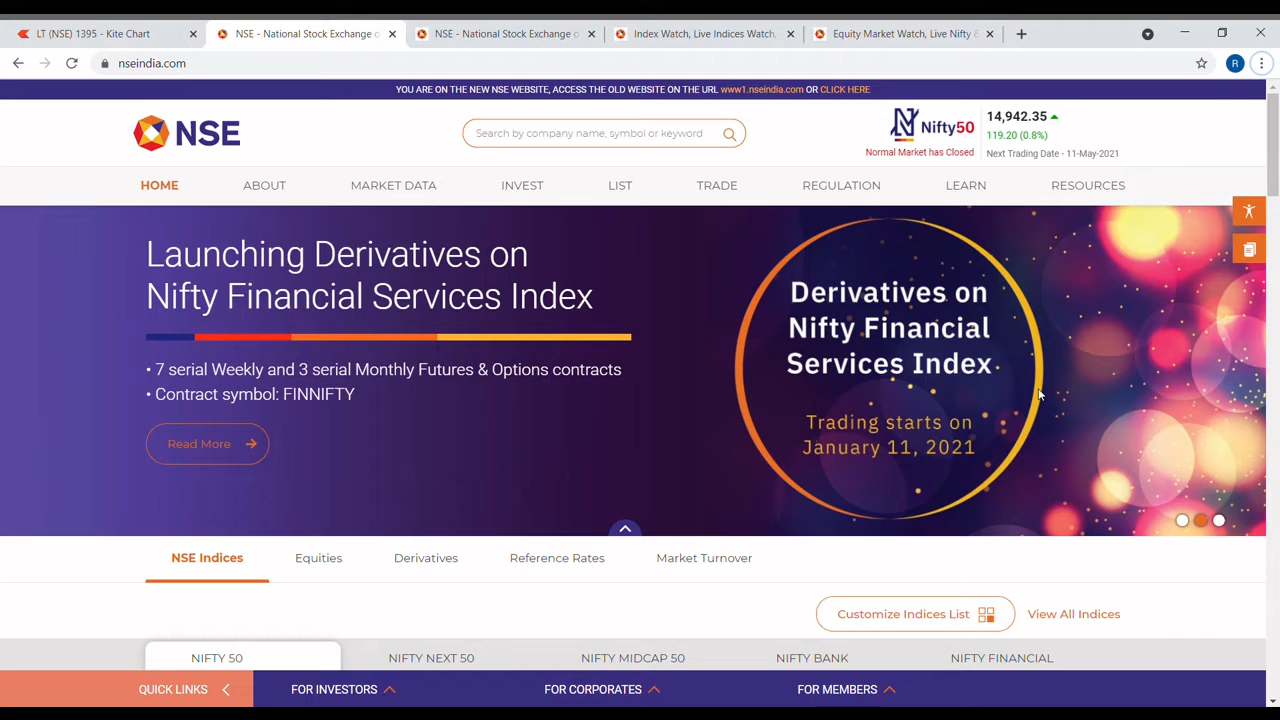 LT (NSE) 1395 - Kite Chart
NSE - National Stock Exchange o
NSE - National Stock Exchange o
Index Watch, Live Indices Watch,
Equity Market Watch, Live Nifty &
nseindia.com
R
YOU ARE ON THE NEW NSE WEBSITE, ACCESS THE OLD WEBSITE ON THE URL www1.nseindia.com OR CLICK HERE
NSE
Search by company name, symbol or keyword
Nifty50
Normal Market has Closed
14,942.35
119.20 (0.8%)
Next Trading Date - 11-May-2021
HOME ABOUT MARKET DATA INVEST LIST TRADE REGULATION LEARN RESOURCES
Launching Derivatives on
Nifty Financial Services Index
• 7 serial Weekly and 3 serial Monthly Futures & Options contracts
• Contract symbol: FINNIFTY
Read More
Derivatives on
Nifty Financial
Services Index
Trading starts on
January 11, 2021
NSE Indices Equities Derivatives Reference Rates Market Turnover
Customize Indices List View All Indices
NIFTY 50 NIFTY NEXT 50 NIFTY MIDCAP 50 NIFTY BANK NIFTY FINANCIAL
QUICK LINKS FOR INVESTORS FOR CORPORATES FOR MEMBERS